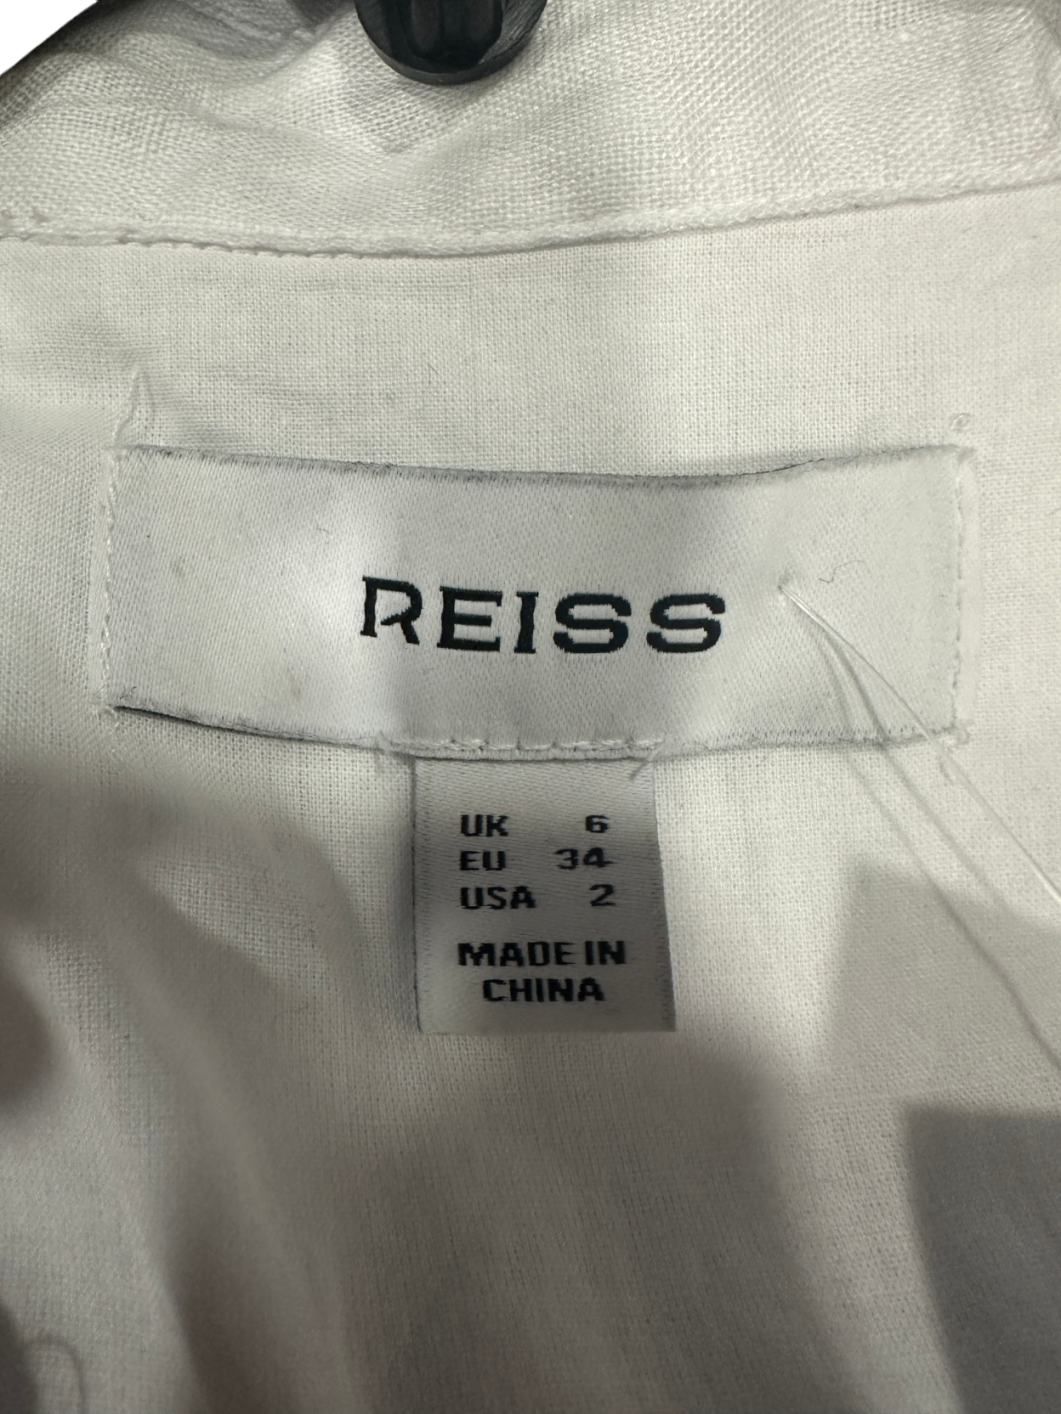 REISS
UK 6
EU 34
USA 2
MADE IN
CHINA